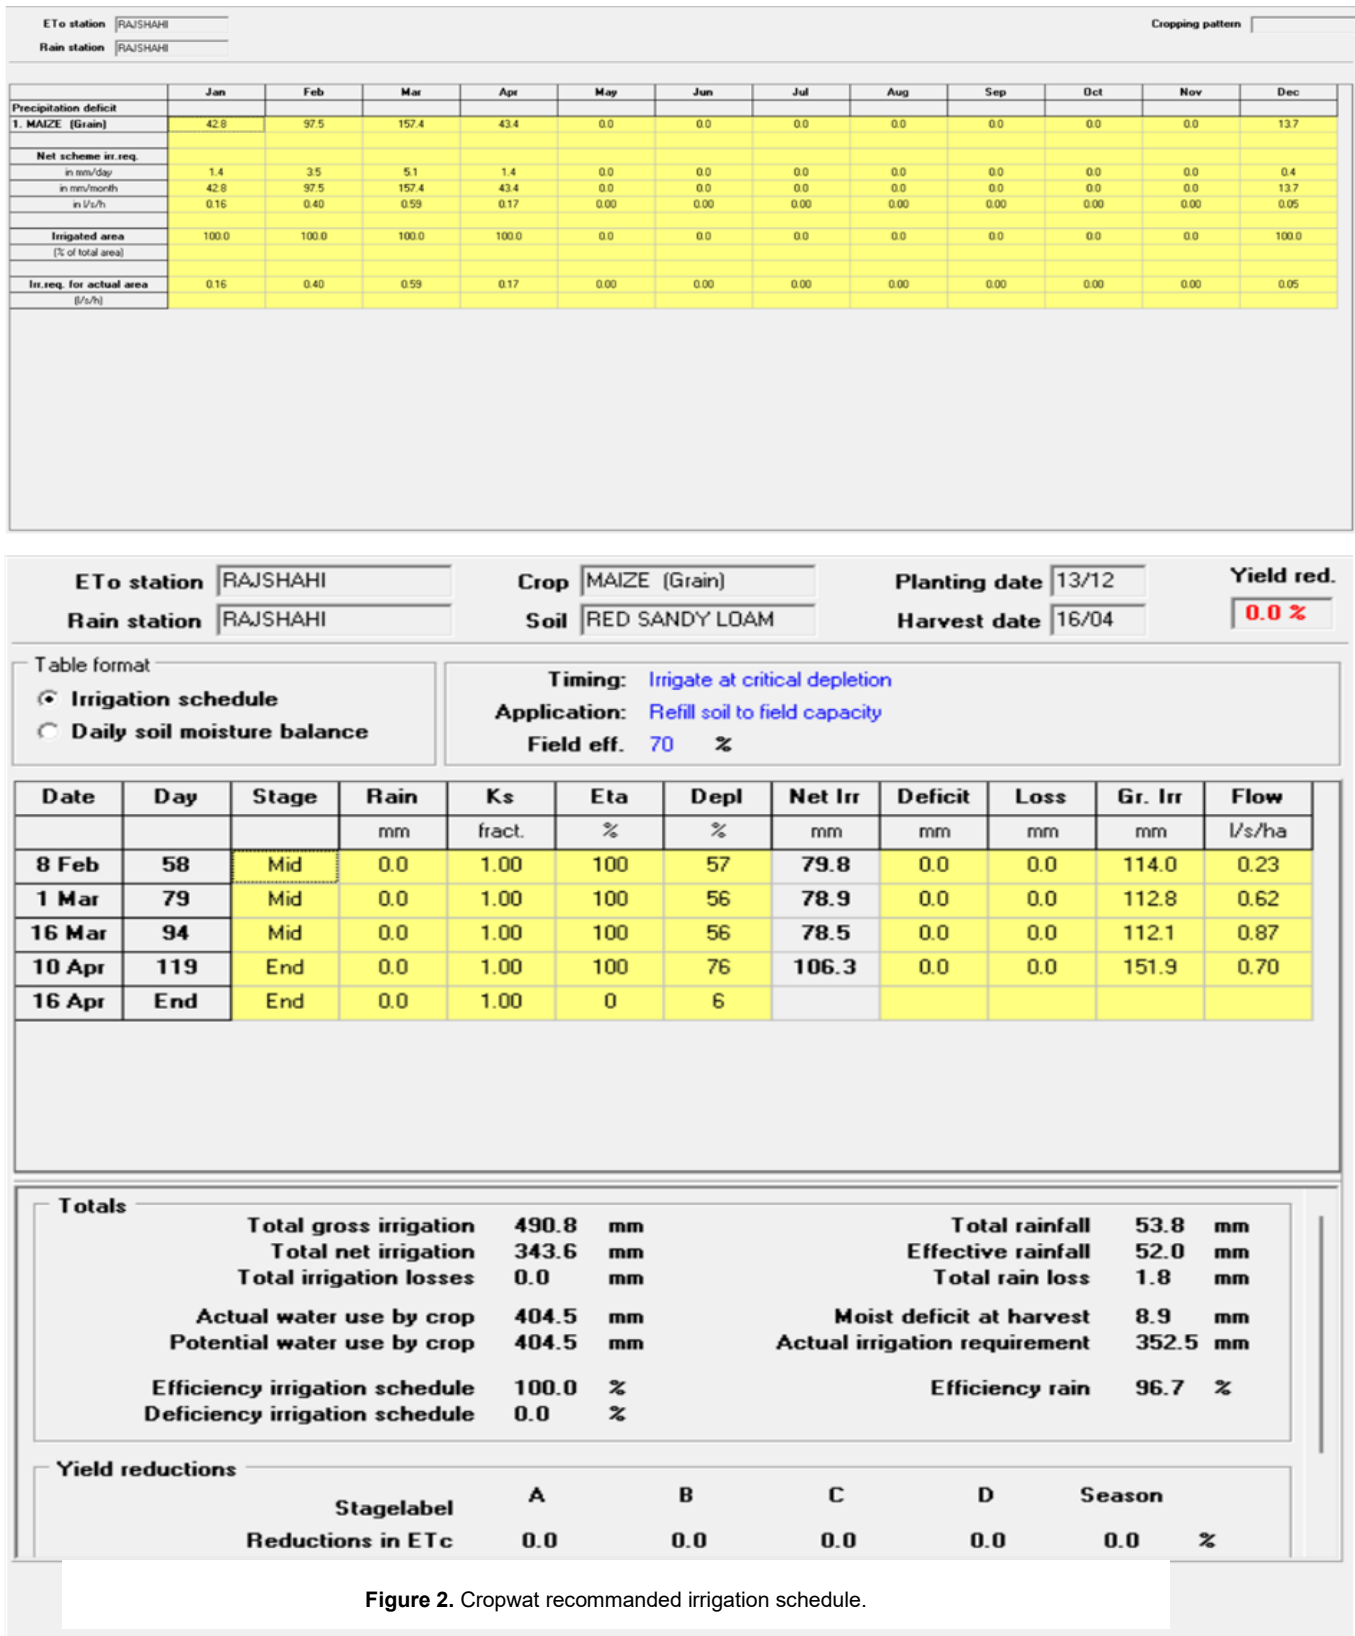 ETo station RAJSHAHI Cropping pattern
Rain station RAJSHAHI
Jan Feb Mar Apr May Jun Jul Aug Sep Oct Nov Dec
Precipitation deficit
1. MAIZE (Grain) 42.8 97.5 157.4 43.4 0.0 0.0 0.0 0.0 0.0 0.0 0.0 13.7
Net scheme irr.req.
in mm/day 1.4 3.5 5.1 1.4 0.0 0.0 0.0 0.0 0.0 0.0 0.0 0.4
in mm/month 42.8 97.5 157.4 43.4 0.0 0.0 0.0 0.0 0.0 0.0 0.0 13.7
in l/s/h 0.16 0.40 0.59 0.17 0.00 0.00 0.00 0.00 0.00 0.00 0.00 0.05
Irrigated area 100.0 100.0 100.0 100.0 0.0 0.0 0.0 0.0 0.0 0.0 0.0 100.0
(% of total area)
Irr.req. for actual area 0.16 0.40 0.59 0.17 0.00 0.00 0.00 0.00 0.00 0.00 0.00 0.05
(l/s/h)
ETo station RAJSHAHI Crop MAIZE (Grain) Planting date 13/12 Yield red.
Rain station RAJSHAHI Soil RED SANDY LOAM Harvest date 16/04 0.0 %
Table format
Irrigation schedule
Daily soil moisture balance
Timing: Irrigate at critical depletion
Application: Refill soil to field capacity
Field eff. 70 %
Date Day Stage Rain Ks Eta Depl Net Irr Deficit Loss Gr. Irr Flow
mm fract. % % mm mm mm mm l/s/ha
8 Feb 58 Mid 0.0 1.00 100 57 79.8 0.0 0.0 114.0 0.23
1 Mar 79 Mid 0.0 1.00 100 56 78.9 0.0 0.0 112.8 0.62
16 Mar 94 Mid 0.0 1.00 100 56 78.5 0.0 0.0 112.1 0.87
10 Apr 119 End 0.0 1.00 100 76 106.3 0.0 0.0 151.9 0.70
16 Apr End End 0.0 1.00 0 6
Totals
Total gross irrigation 490.8 mm Total rainfall 53.8 mm
Total net irrigation 343.6 mm Effective rainfall 52.0 mm
Total irrigation losses 0.0 mm Total rain loss 1.8 mm
Actual water use by crop 404.5 mm Moist deficit at harvest 8.9 mm
Potential water use by crop 404.5 mm Actual irrigation requirement 352.5 mm
Efficiency irrigation schedule 100.0 % Efficiency rain 96.7 %
Deficiency irrigation schedule 0.0 %
Yield reductions
Stagelabel A B C D Season
Reductions in ETc 0.0 0.0 0.0 0.0 0.0 %
Figure 2. Cropwat recommanded irrigation schedule.